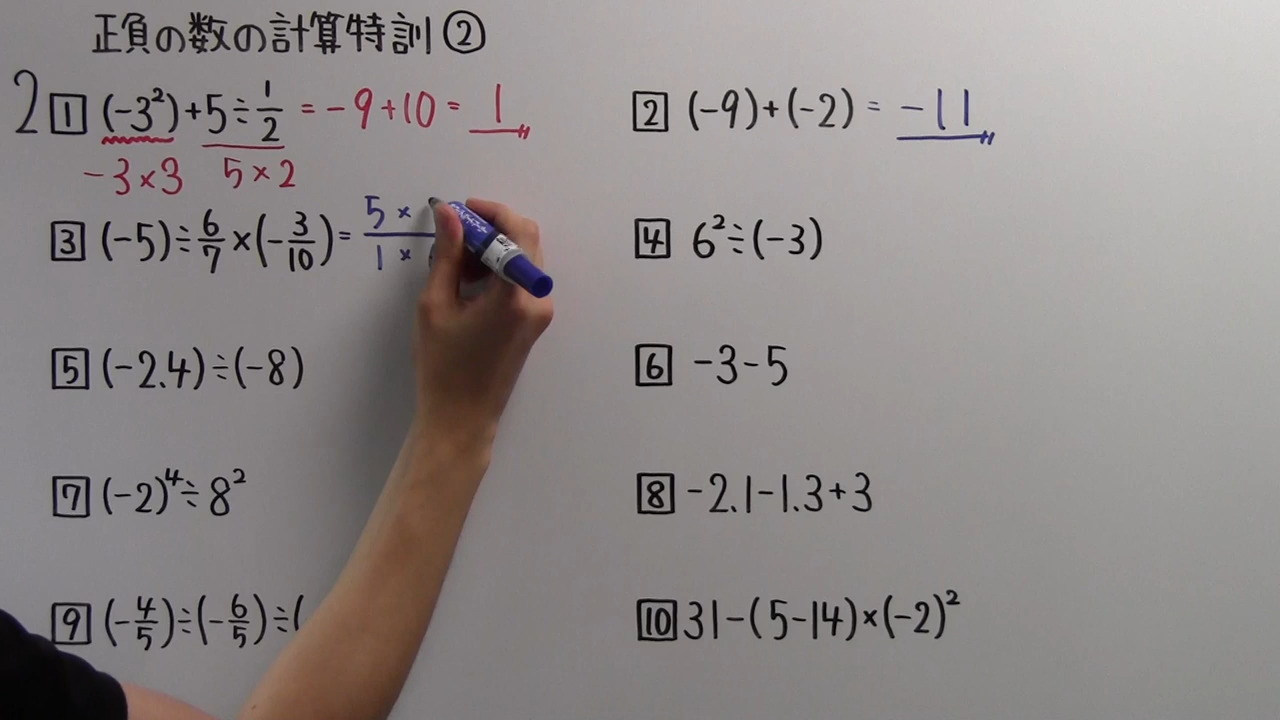 正負の数の計算特訓②
2 1 (-3²)+5÷1/2 = -9+10 = 1
-3×3 5×2
2 (-9)+(-2) = -11
3 (-5)÷6/7×(-3/10) = 5×/1×
4 6²÷(-3)
5 (-2.4)÷(-8)
6 -3-5
7 (-2)⁴÷8²
8 -2.1-1.3+3
9 (-4/5)÷(-6/5)÷(
10 31-(5-14)×(-2)²